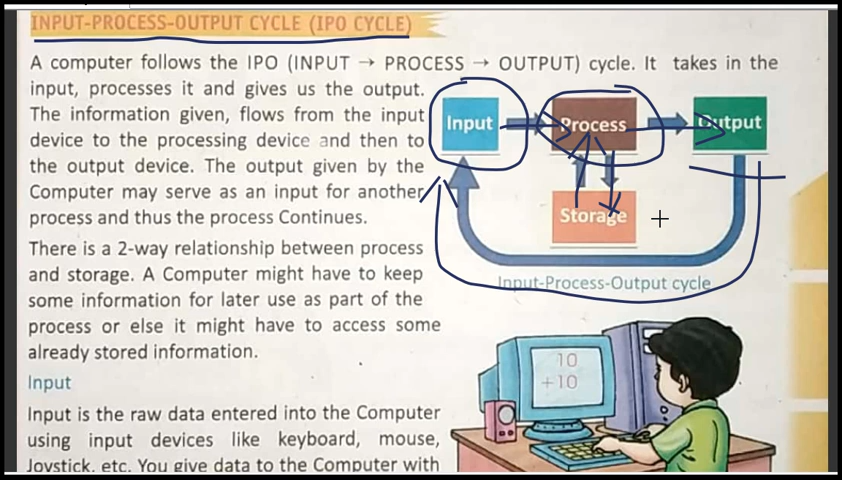 INPUT-PROCESS-OUTPUT CYCLE (IPO CYCLE)
A computer follows the IPO (INPUT → PROCESS → OUTPUT) cycle. It takes in the
input, processes it and gives us the output.
The information given, flows from the input
device to the processing device and then to
the output device. The output given by the
Computer may serve as an input for another
process and thus the process Continues.
Input
Process
Output
Storage
Input-Process-Output cycle
There is a 2-way relationship between process
and storage. A Computer might have to keep
some information for later use as part of the
process or else it might have to access some
already stored information.
Input
Input is the raw data entered into the Computer
using input devices like keyboard, mouse,
Joystick, etc. You give data to the Computer with
10
+10